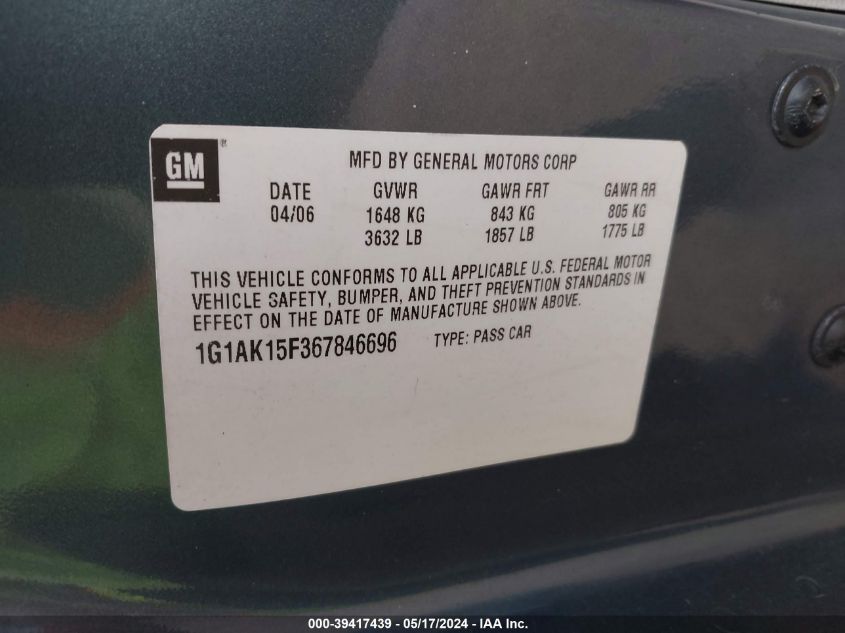 GM®
MFD BY GENERAL MOTORS CORP
DATE GVWR GAWR FRT GAWR RR
04/06 1648 KG 843 KG 805 KG
3632 LB 1857 LB 1775 LB
THIS VEHICLE CONFORMS TO ALL APPLICABLE U.S. FEDERAL MOTOR
VEHICLE SAFETY, BUMPER, AND THEFT PREVENTION STANDARDS IN
EFFECT ON THE DATE OF MANUFACTURE SHOWN ABOVE.
1G1AK15F367846696 TYPE: PASS CAR
000-39417439 - 05/17/2024 - IAA Inc.